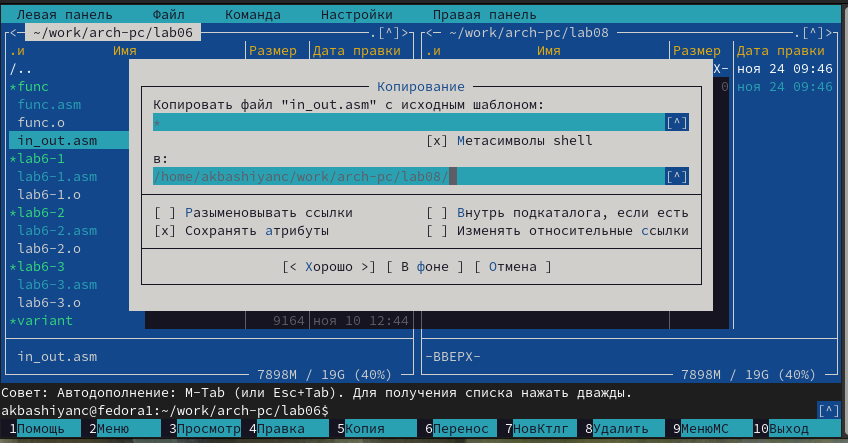 Левая панель Файл Команда Настройки Правая панель
<─ ~/work/arch-pc/lab06 ─.[^]> <─ ~/work/arch-pc/lab08 ─.[^]>
.и Имя Размер Дата правки .и Имя Размер Дата правки
/.. Х- ноя 24 09:46
*func 0 ноя 24 09:46
func.asm
func.o
in_out.asm
*lab6-1
lab6-1.asm
lab6-1.o
*lab6-2
lab6-2.asm
lab6-2.o
*lab6-3
lab6-3.asm
lab6-3.o
*variant 9164 ноя 10 12:44
Копирование
Копировать файл "in_out.asm" с исходным шаблоном:
* [^]
[x] Метасимволы shell
в:
/home/akbashiyanc/work/arch-pc/lab08/ [^]
[ ] Разыменовывать ссылки [ ] Внутрь подкаталога, если есть
[x] Сохранять атрибуты [ ] Изменять относительные ссылки
[< Хорошо >] [ В фоне ] [ Отмена ]
in_out.asm -ВВЕРХ-
7898M / 19G (40%) 7898M / 19G (40%)
Совет: Автодополнение: M-Tab (или Esc+Tab). Для получения списка нажать дважды.
akbashiyanc@fedora1:~/work/arch-pc/lab06$ [^]
1Помощь 2Меню 3Просмотр 4Правка 5Копия 6Перенос 7НовКтлг 8Удалить 9МенюMC 10Выход